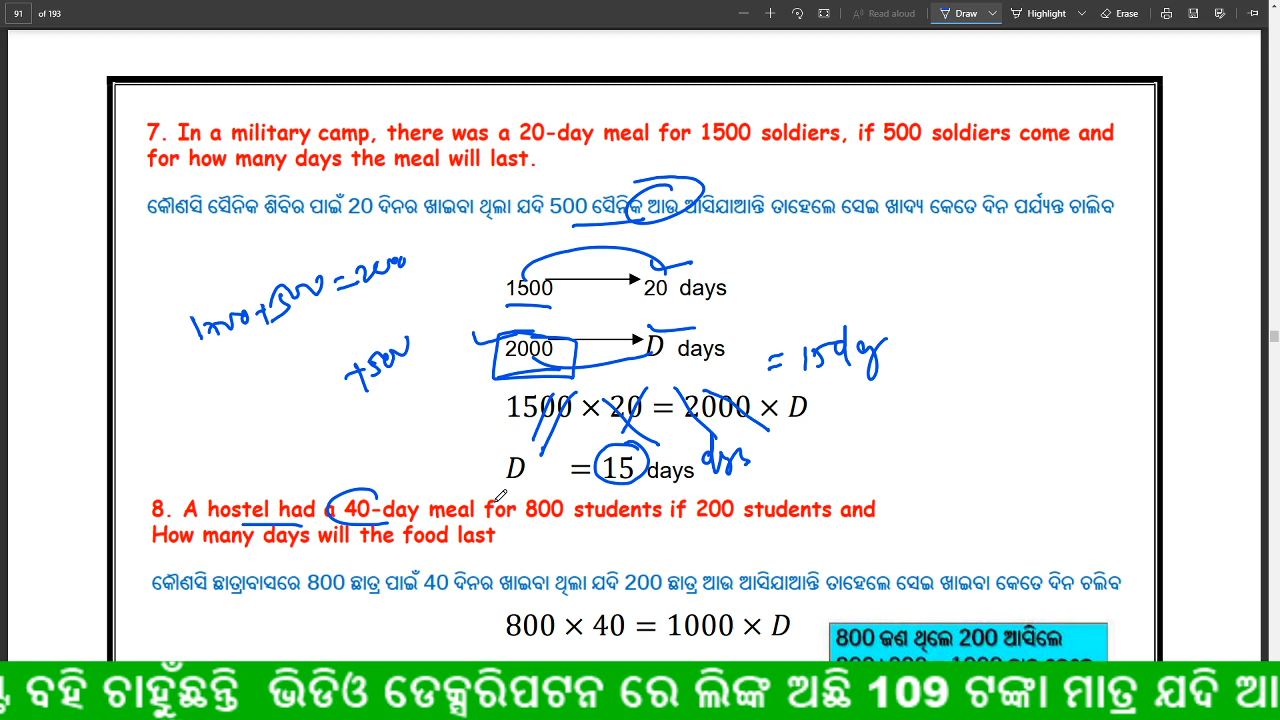 91 of 193 Read aloud Draw Highlight Erase
7. In a military camp, there was a 20-day meal for 1500 soldiers, if 500 soldiers come and
for how many days the meal will last.
କୌଣସି ସୈନିକ ଶିବିର ପାଇଁ 20 ଦିନର ଖାଇବା ଥିଲା ଯଦି 500 ସୈନିକ ଆଉ ଆସିଯାଆନ୍ତି ତାହେଲେ ସେଇ ଖାଦ୍ୟ କେତେ ଦିନ ପର୍ଯ୍ୟନ୍ତ ଚାଲିବ
1500 → 20 days
1500+500=2000
2000 → D days
+500
= 15 day
1500 × 20 = 2000 × D
D = 15 days
days
8. A hostel had a 40-day meal for 800 students if 200 students and
How many days will the food last
କୌଣସି ଛାତ୍ରାବାସରେ 800 ଛାତ୍ର ପାଇଁ 40 ଦିନର ଖାଇବା ଥିଲା ଯଦି 200 ଛାତ୍ର ଆଉ ଆସିଯାଆନ୍ତି ତାହେଲେ ସେଇ ଖାଇବା କେତେ ଦିନ ଚଲିବ
800 × 40 = 1000 × D
800 ଜଣ ଥିଲେ 200 ଆସିଲେ
ବହି ଚାହୁଁଛନ୍ତି ଭିଡିଓ ଡେସ୍କ୍ରିପଟନ ରେ ଲିଙ୍କ ଅଛି 109 ଟଙ୍କା ମାତ୍ର ଯଦି ଆ